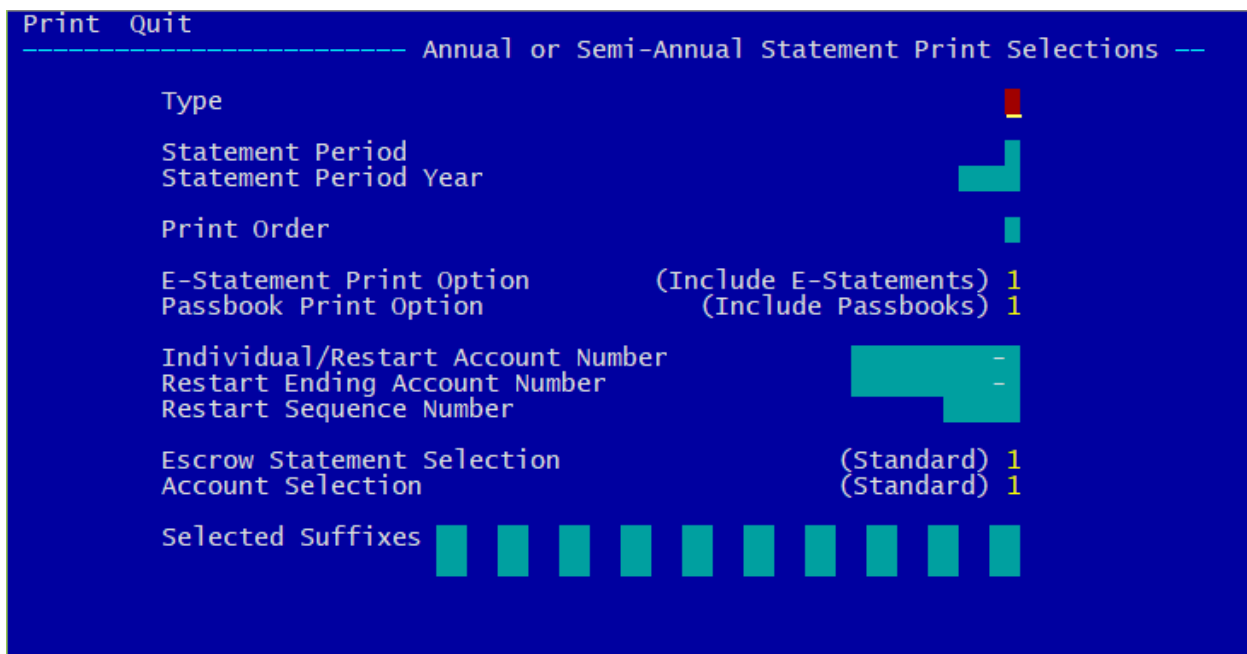 Print Quit
------------------------- Annual or Semi-Annual Statement Print Selections --
Type
Statement Period
Statement Period Year
Print Order
E-Statement Print Option (Include E-Statements) 1
Passbook Print Option (Include Passbooks) 1
Individual/Restart Account Number -
Restart Ending Account Number -
Restart Sequence Number
Escrow Statement Selection (Standard) 1
Account Selection (Standard) 1
Selected Suffixes